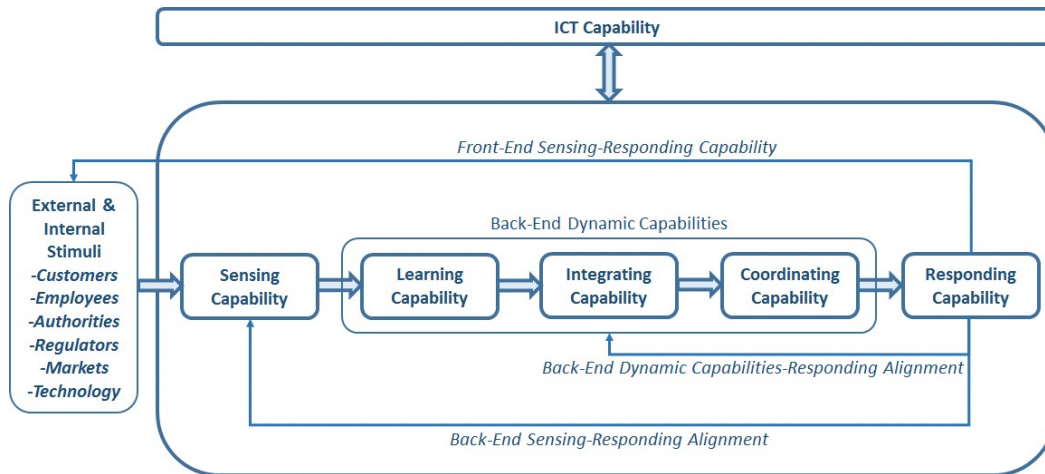 ICT Capability
Front-End Sensing-Responding Capability
External &
Internal
Stimuli
-Customers
-Employees
-Authorities
-Regulators
-Markets
-Technology
Back-End Dynamic Capabilities
Sensing
Capability
Learning
Capability
Integrating
Capability
Coordinating
Capability
Responding
Capability
Back-End Dynamic Capabilities-Responding Alignment
Back-End Sensing-Responding Alignment